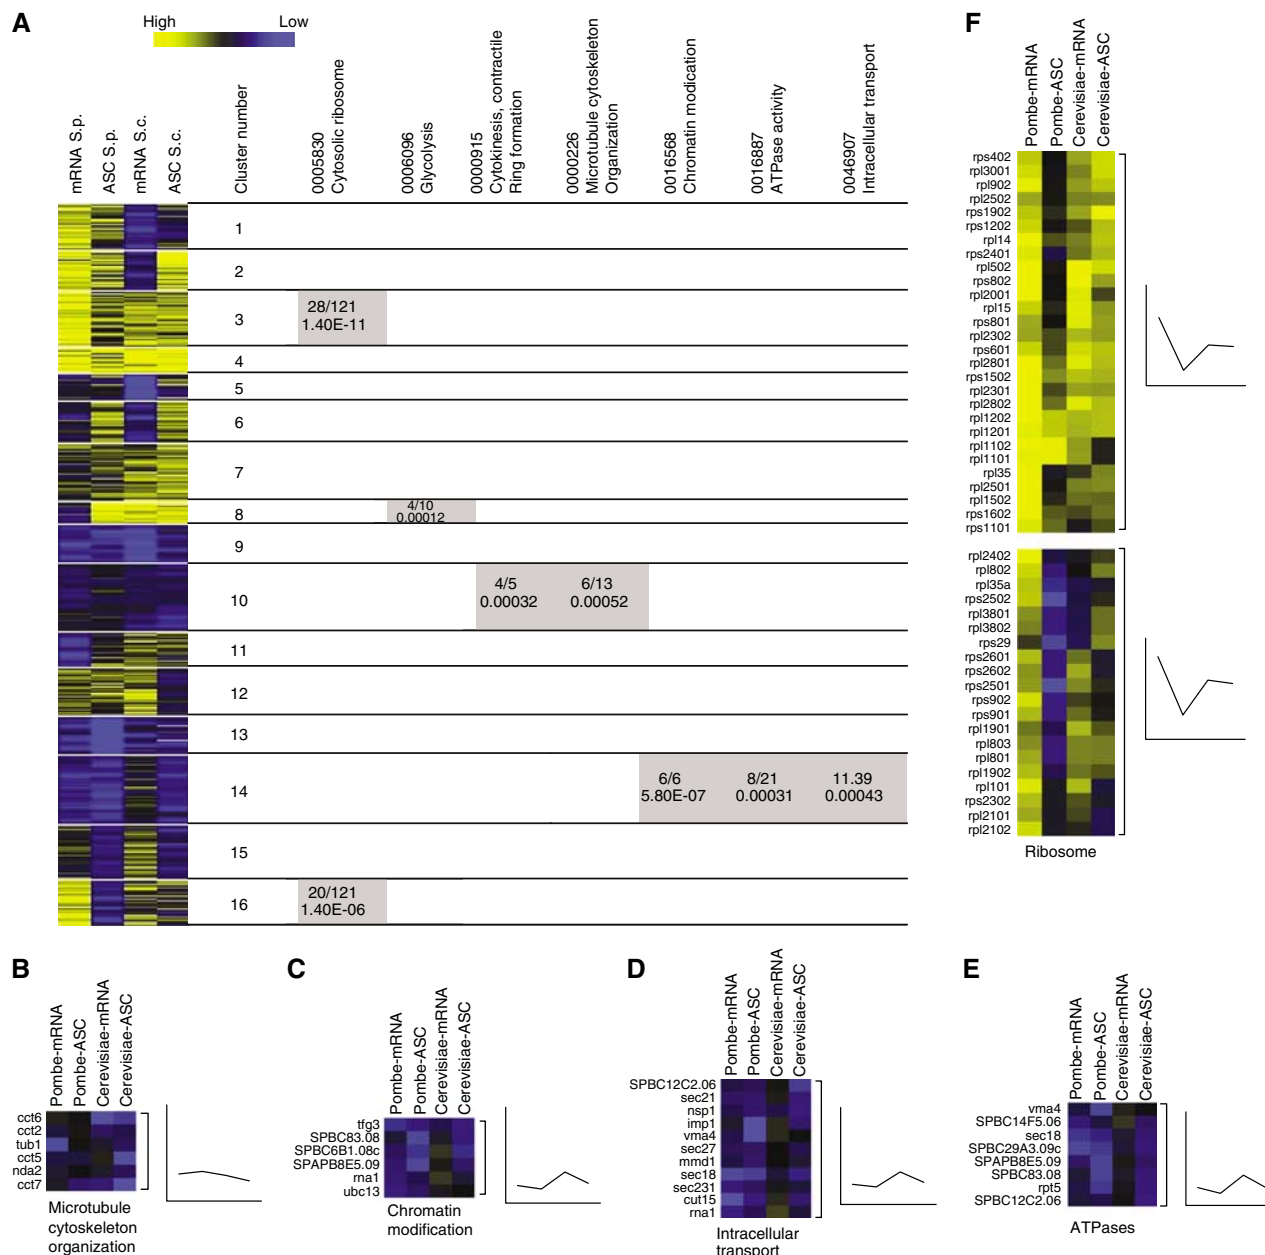 A
High
Low
mRNA S.p.
ASC S.p.
mRNA S.c.
ASC S.c.
Cluster number
0005830
Cytosolic ribosome
0006096
Glycolysis
0000915
Cytokinesis, contractile
Ring formation
0000226
Microtubule cytoskeleton
Organization
0016568
Chromatin modication
0016887
ATPase activity
0046907
Intracellular transport
1
2
3
28/121
1.40E-11
4
5
6
7
8
4/10
0.00012
9
10
4/5
0.00032
6/13
0.00052
11
12
13
14
6/6
5.80E-07
8/21
0.00031
11.39
0.00043
15
16
20/121
1.40E-06
F
Pombe-mRNA
Pombe-ASC
Cerevisiae-mRNA
Cerevisiae-ASC
rps402
rpl3001
rpl902
rpl2502
rps1902
rps1202
rpl14
rps2401
rpl502
rps802
rpl2001
rpl15
rps801
rpl2302
rps601
rpl2801
rps1502
rpl2301
rpl2802
rpl1202
rpl1201
rpl1102
rpl1101
rpl35
rpl2501
rpl1502
rps1602
rps1101
rpl2402
rpl802
rpl35a
rps2502
rpl3801
rpl3802
rps29
rps2601
rps2602
rps2501
rps902
rps901
rpl1901
rpl803
rpl801
rpl1902
rpl101
rps2302
rpl2101
rpl2102
Ribosome
B
Pombe-mRNA
Pombe-ASC
Cerevisiae-mRNA
Cerevisiae-ASC
cct6
cct2
tub1
cct5
nda2
cct7
Microtubule
cytoskeleton
organization
C
Pombe-mRNA
Pombe-ASC
Cerevisiae-mRNA
Cerevisiae-ASC
tfg3
SPBC83.08
SPBC6B1.08c
SPAPB8E5.09
rna1
ubc13
Chromatin
modification
D
Pombe-mRNA
Pombe-ASC
Cerevisiae-mRNA
Cerevisiae-ASC
SPBC12C2.06
sec21
nsp1
imp1
vma4
sec27
mmd1
sec18
sec231
cut15
rna1
Intracellular
transport
E
Pombe-mRNA
Pombe-ASC
Cerevisiae-mRNA
Cerevisiae-ASC
vma4
SPBC14F5.06
sec18
SPBC29A3.09c
SPAPB8E5.09
SPBC83.08
rpt5
SPBC12C2.06
ATPases